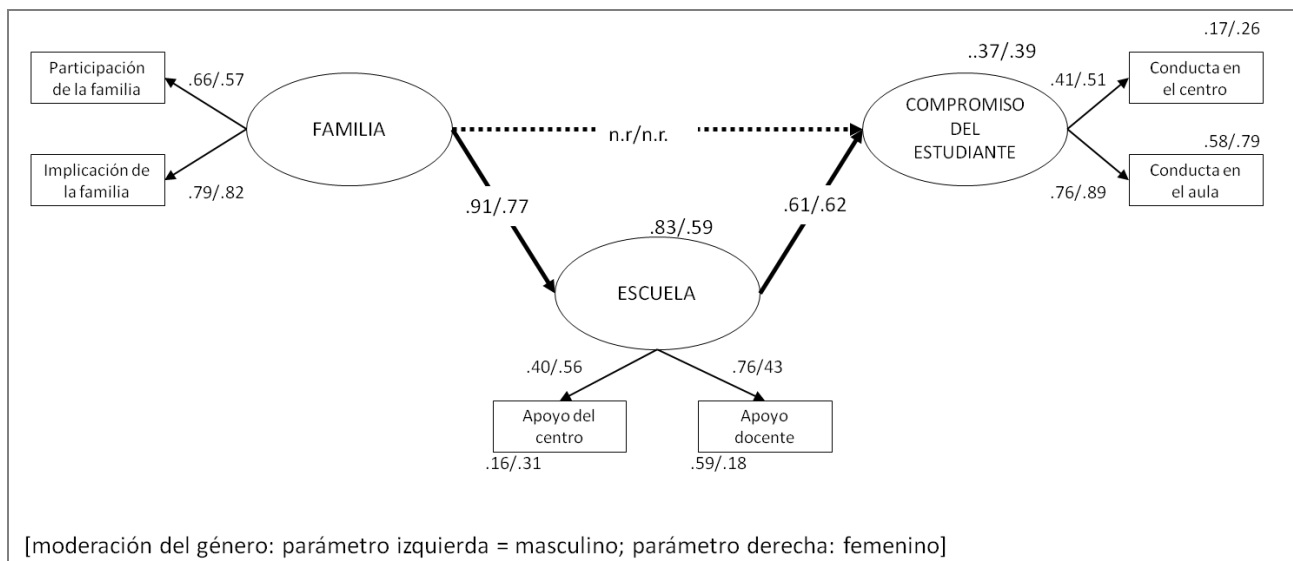 .17/.26
Participación
de la familia
.66/.57
..37/.39
.41/.51
Conducta en
el centro
FAMILIA
n.r/n.r.
COMPROMISO
DEL
ESTUDIANTE
.58/.79
Implicación de
la familia
.79/.82
.76/.89
Conducta en
el aula
.91/.77
.61/.62
.83/.59
ESCUELA
.40/.56
.76/43
Apoyo del
centro
Apoyo
docente
.16/.31
.59/.18
[moderación del género: parámetro izquierda = masculino; parámetro derecha: femenino]